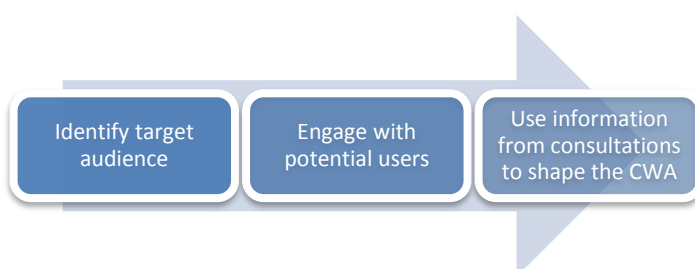 Identify target
audience
Engage with
potential users
Use information
from consultations
to shape the CWA